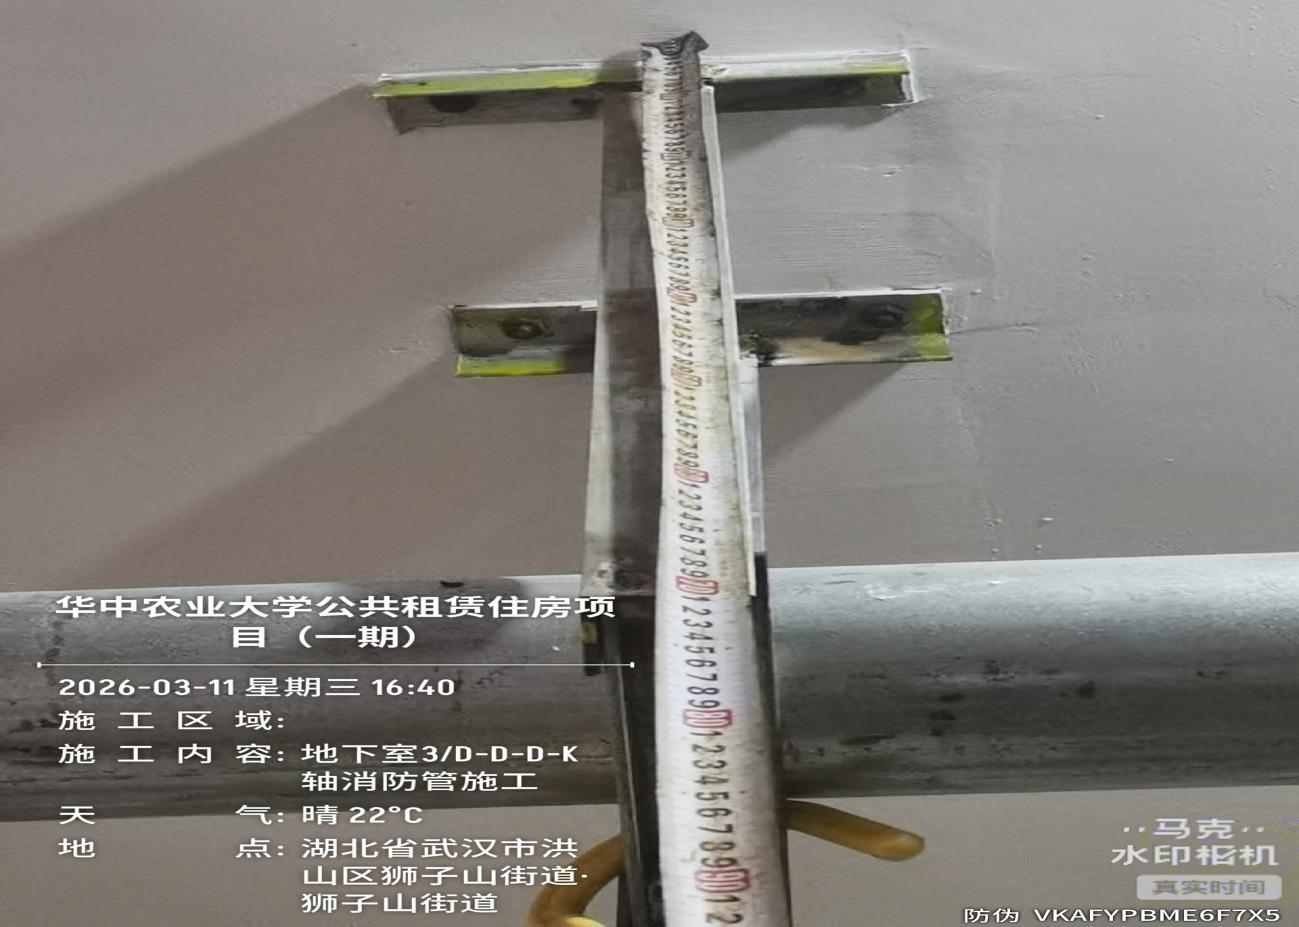 华中农业大学公共租赁住房项
目（一期）
2026-03-11 星期三 16:40
施工区域:
施工内容: 地下室3/D-D-D-K
轴消防管施工
天气: 晴 22°C
地点: 湖北省武汉市洪
山区狮子山街道·
狮子山街道
马克
水印相机
真实时间
防伪 VKAFYPBME6F7X5